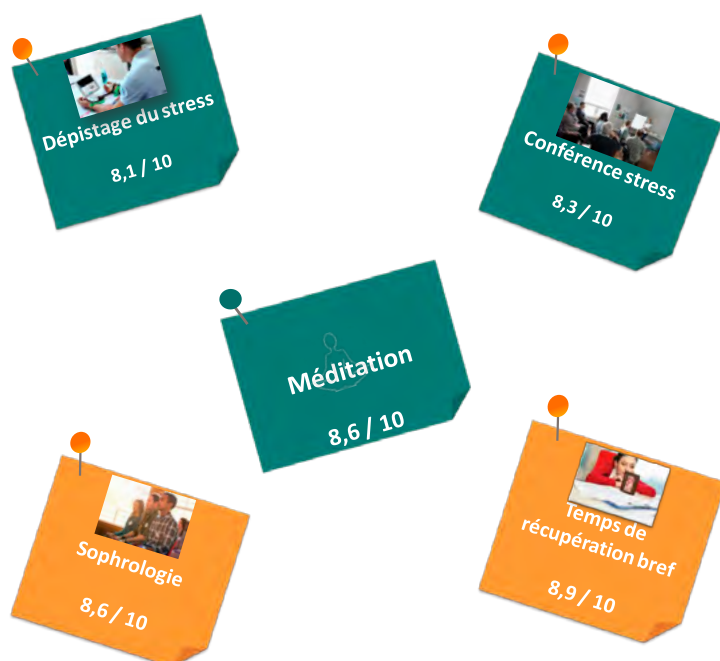 Dépistage du stress
8,1 / 10
Conférence stress
8,3 / 10
Méditation
8,6 / 10
Sophrologie
8,6 / 10
Temps de
récupération bref
8,9 / 10